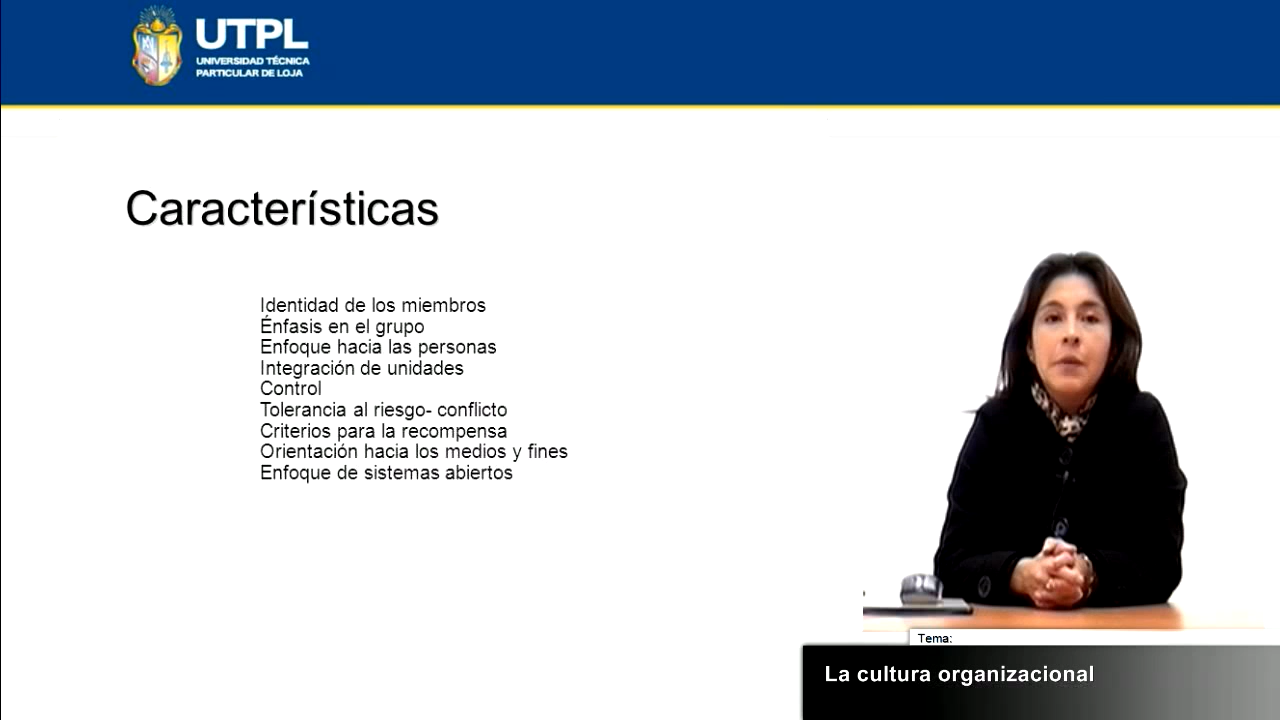 UTPL
UNIVERSIDAD TÉCNICA
PARTICULAR DE LOJA
Características
Identidad de los miembros
Énfasis en el grupo
Enfoque hacia las personas
Integración de unidades
Control
Tolerancia al riesgo- conflicto
Criterios para la recompensa
Orientación hacia los medios y fines
Enfoque de sistemas abiertos
Tema:
La cultura organizacional